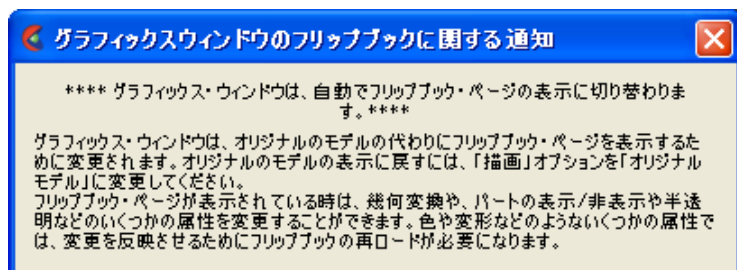 グラフィックスウィンドウのフリップブックに関する通知
**** グラフィックス・ウィンドウは、自動でフリップブック・ページの表示に切り替わりま
す。****
グラフィックス・ウィンドウは、オリジナルのモデルの代わりにフリップブック・ページを表示するた
めに変更されます。オリジナルのモデルの表示に戻すには、「描画」オプションを「オリジナル
モデル」に変更してください。
フリップブック・ページが表示されている時は、幾何変換や、パートの表示/非表示や半透
明などのいくつかの属性を変更することができます。色や変形などのようないくつかの属性で
は、変更を反映させるためにフリップブックの再ロードが必要になります。